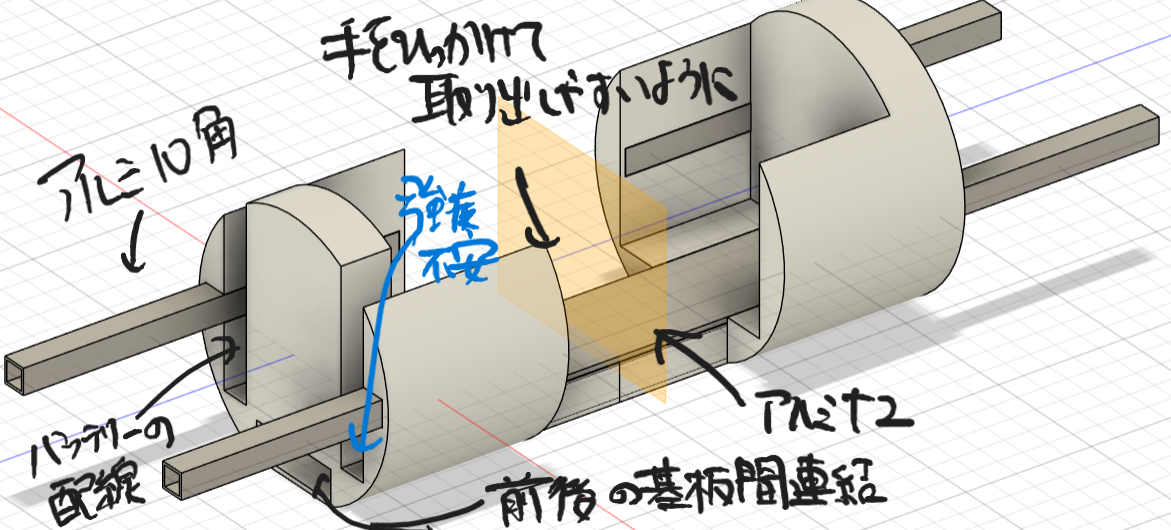 手をひっかけて
取り出しやすいように
アルミ10角
強度
不安
バッテリーの
配線
アルミナ2
前後の基板間連結